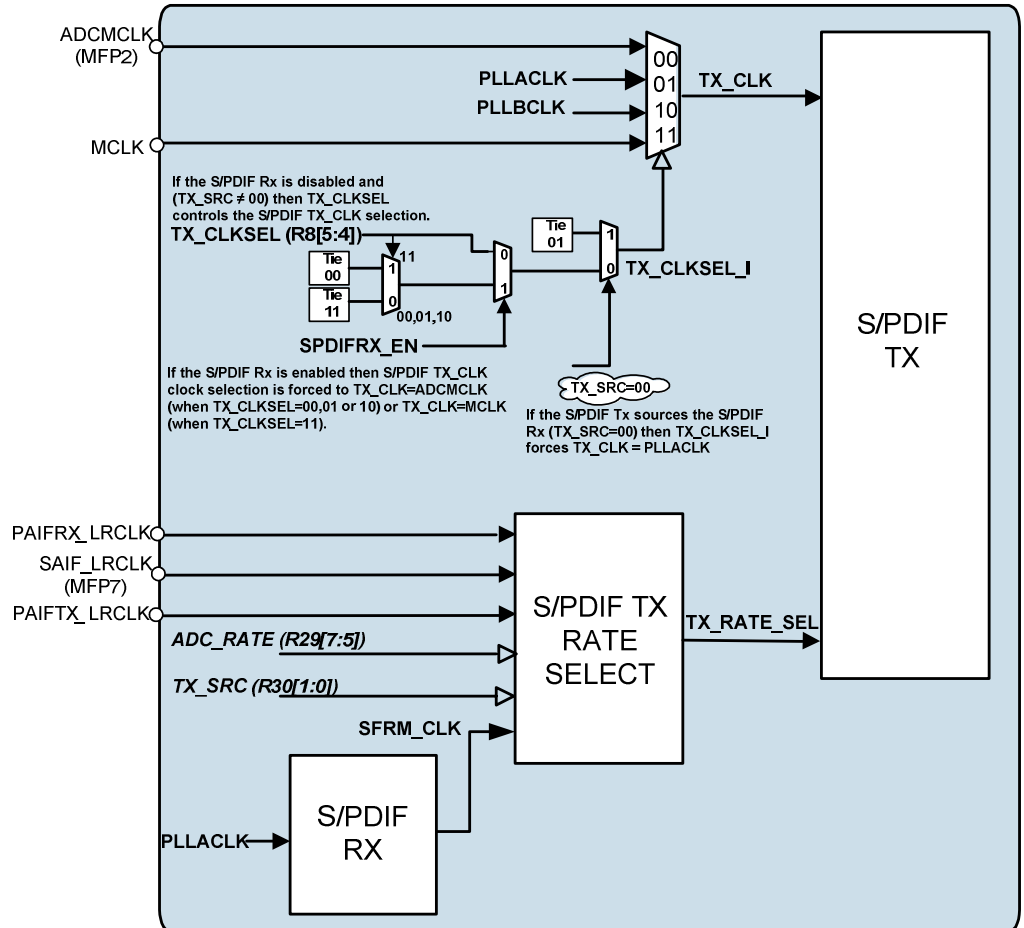 ADCMCLK
(MFP2)
PLLACLK
PLLBCLK
MCLK
00
01
10
11
TX_CLK
If the S/PDIF Rx is disabled and
(TX_SRC ≠ 00) then TX_CLKSEL
controls the S/PDIF TX_CLK selection.
TX_CLKSEL (R8[5:4])
Tie
00
Tie
11
1
0
11
00,01,10
0
1
Tie
01
1
0
TX_CLKSEL_I
SPDIFRX_EN
If the S/PDIF Rx is enabled then S/PDIF TX_CLK
clock selection is forced to TX_CLK=ADCMCLK
(when TX_CLKSEL=00,01 or 10) or TX_CLK=MCLK
(when TX_CLKSEL=11).
TX_SRC=00
If the S/PDIF Tx sources the S/PDIF
Rx (TX_SRC=00) then TX_CLKSEL_I
forces TX_CLK = PLLACLK
S/PDIF
TX
PAIFRX_LRCLK
SAIF_LRCLK
(MFP7)
PAIFTX_LRCLK
ADC_RATE (R29[7:5])
TX_SRC (R30[1:0])
SFRM_CLK
S/PDIF TX
RATE
SELECT
TX_RATE_SEL
PLLACLK
S/PDIF
RX